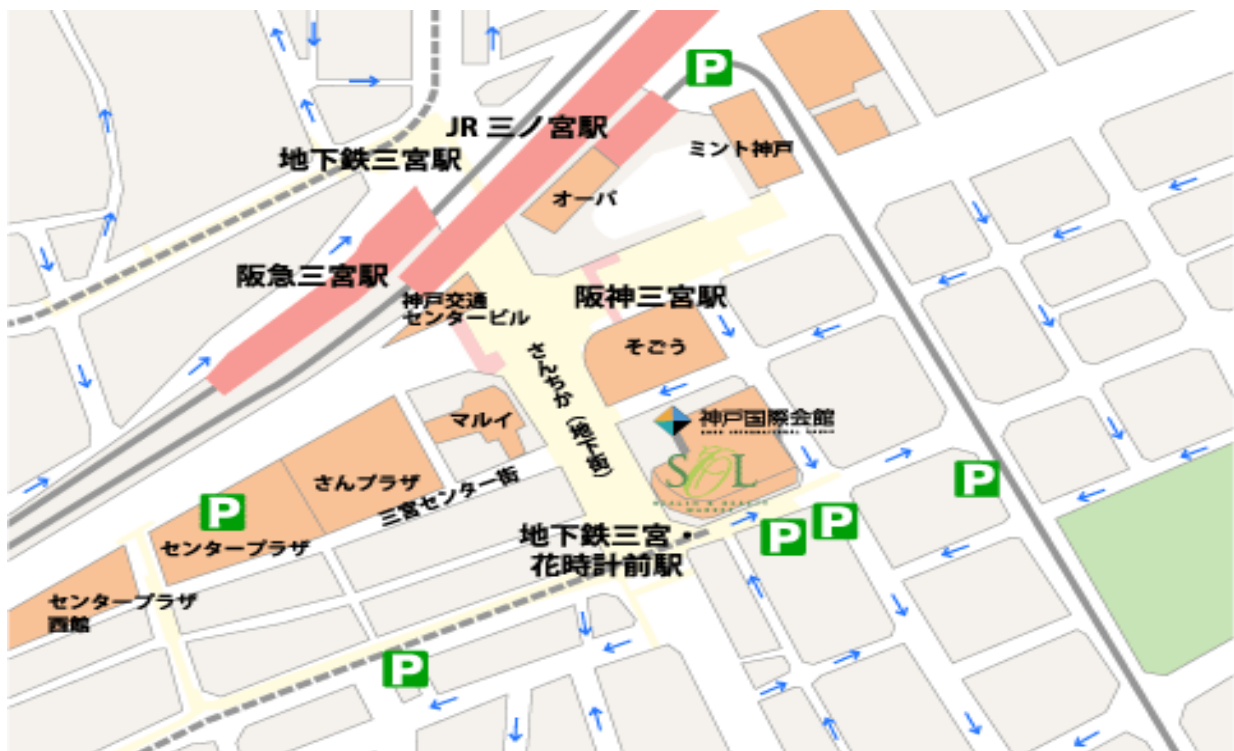 P
JR 三ノ宮駅
ミント神戸
地下鉄三宮駅
オーパ
阪急三宮駅
神戸交通
センタービル
阪神三宮駅
そごう
さんちか（地下街）
マルイ
神戸国際会館
KOBE INTERNATIONAL HOUSE
SOL
さんプラザ
三宮センター街
P
P
P
P
センタープラザ
地下鉄三宮・
花時計前駅
センタープラザ
西館
P